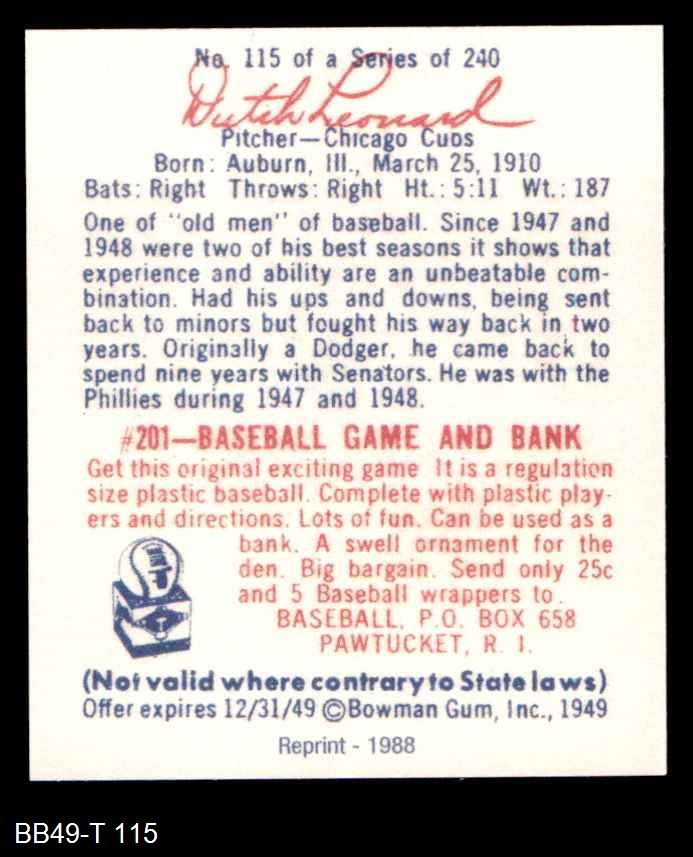 No. 115 of a Series of 240
Dutch Leonard
Pitcher—Chicago Cubs
Born: Auburn, Ill., March 25, 1910
Bats: Right Throws: Right Ht.: 5:11 Wt.: 187
One of "old men" of baseball. Since 1947 and
1948 were two of his best seasons it shows that
experience and ability are an unbeatable com-
bination. Had his ups and downs, being sent
back to minors but fought his way back in two
years. Originally a Dodger, he came back to
spend nine years with Senators. He was with the
Phillies during 1947 and 1948.
#201—BASEBALL GAME AND BANK
Get this original exciting game It is a regulation
size plastic baseball. Complete with plastic play-
ers and directions. Lots of fun. Can be used as a
bank. A swell ornament for the
den. Big bargain. Send only 25c
and 5 Baseball wrappers to.
BASEBALL, P.O. BOX 658
PAWTUCKET, R. I.
(Not valid where contrary to State laws)
Offer expires 12/31/49 ©Bowman Gum, Inc., 1949
Reprint - 1988
BB49-T 115